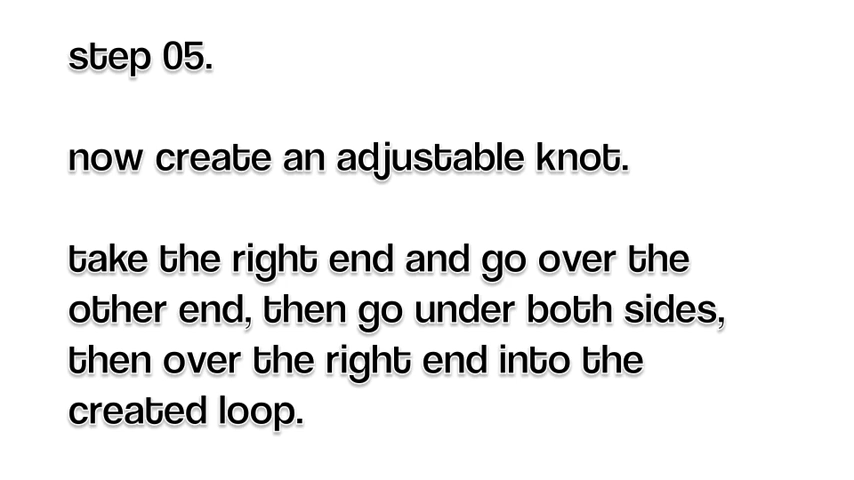 step 05.
now create an adjustable knot.
take the right end and go over the
other end, then go under both sides,
then over the right end into the
created loop.